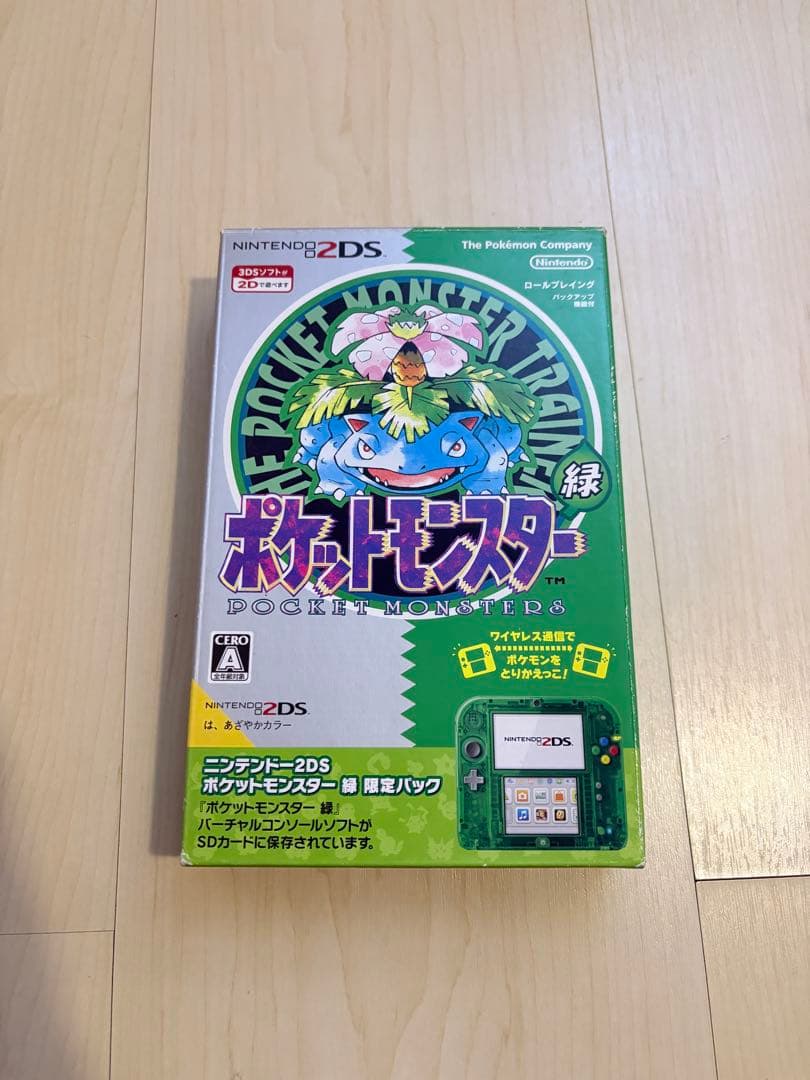 NINTENDO 2DS
The Pokémon Company
Nintendo
3DSソフトが
2Dで遊べます
ロールプレイング
バックアップ
機能付
THE POCKET MONSTER TRAINER
緑
ポケットモンスター
TM
POCKET MONSTERS
CERO
A
全年齢対象
ワイヤレス通信で
ポケモンを
とりかえっこ!
NINTENDO 2DS
は、あざやかカラー
NINTENDO 2DS
ニンテンドー2DS
ポケットモンスター 緑 限定パック
『ポケットモンスター 緑』
バーチャルコンソールソフトが
SDカードに保存されています。